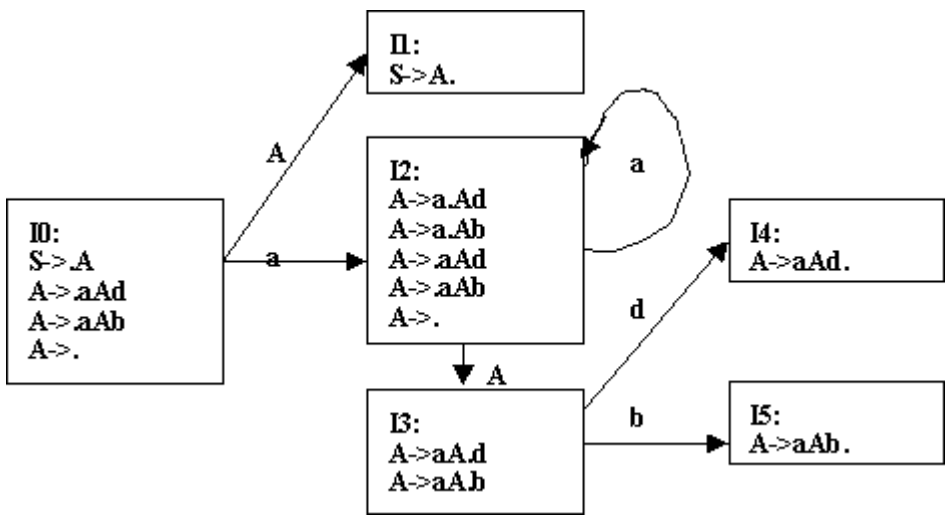 I1:
S->A.
A
a
I2:
A->a.Ad
A->a.Ab
A->.aAd
A->.aAb
A->.
I0:
S->.A
A->.aAd
A->.aAb
A->.
a
I4:
A->aAd.
d
A
I3:
A->aA.d
A->aA.b
b
I5:
A->aAb.